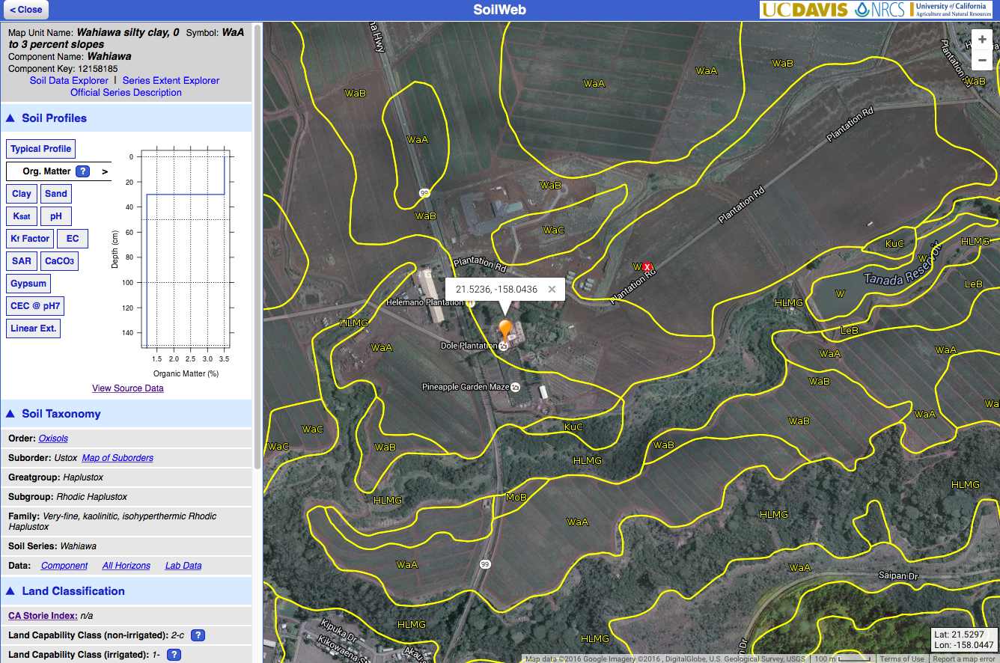 < Close
SoilWeb
UCDAVIS
NRCS
University of California
Agriculture and Natural Resources
Map Unit Name: Wahiawa silty clay, 0 to 3 percent slopes
Symbol: WaA
Component Name: Wahiawa
Component Key: 12158185
Soil Data Explorer | Series Extent Explorer
Official Series Description
Soil Profiles
Typical Profile
Org. Matter ? >
Clay Sand
Ksat pH
Kf Factor EC
SAR CaCO3
Gypsum
CEC @ pH7
Linear Ext.
Depth (cm)
0
20
40
60
80
100
120
140
1.5 2.0 2.5 3.0 3.5
Organic Matter (%)
View Source Data
Soil Taxonomy
Order: Oxisols
Suborder: Ustox Map of Suborders
Greatgroup: Haplustox
Subgroup: Rhodic Haplustox
Family: Very-fine, kaolinitic, isohyperthermic Rhodic
Haplustox
Soil Series: Wahiawa
Data: Component All Horizons Lab Data
Land Classification
CA Storie Index: n/a
Land Capability Class (non-irrigated): 2-c ?
Land Capability Class (irrigated): 1- ?
+
−
Plantation Rd
WaB
WaA
WaA
WaA
WaB
WaB
Plantation Rd
WaA
WaB
99
Plantation Rd
WaB
WaC
KuC
HLMG
Plantation Rd
X
Plantation Rd
Tanada Reservoir
LeB
21.5236, -158.0436 ×
W
Helemano Plantation
HLMG
HLMG
LeB
WaA
Dole Plantation
WaA
WaA
Pineapple Garden Maze
WaB
WaA
WaC
KuC
WaB
WaC
WaB
WaB
HLMG
HLMG
HLMG
MoB
HLMG
WaA
WaA
99
WaA
Saipan Dr
HLMG
HLMG
Kipuka Dr
Kikowaena St
Lat: 21.5297
Lon: -158.0447
Map data ©2016 Google Imagery ©2016 , DigitalGlobe, U.S. Geological Survey, USGS
100 m
Terms of Use
Report a map error